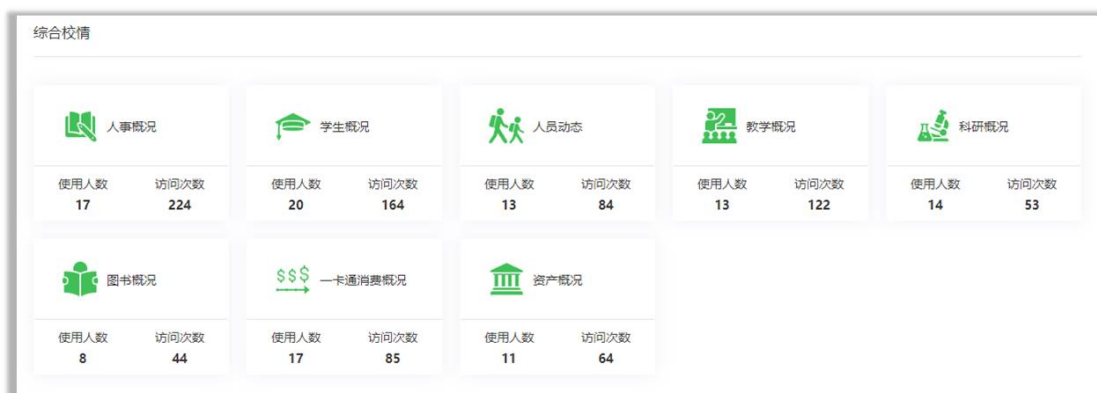 综合校情
人事概况 学生概况 人员动态 教学概况 科研概况
使用人数 访问次数 使用人数 访问次数 使用人数 访问次数 使用人数 访问次数 使用人数 访问次数
17 224 20 164 13 84 13 122 14 53
图书概况 $$$ 一卡通消费概况 资产概况
使用人数 访问次数 使用人数 访问次数 使用人数 访问次数
8 44 17 85 11 64